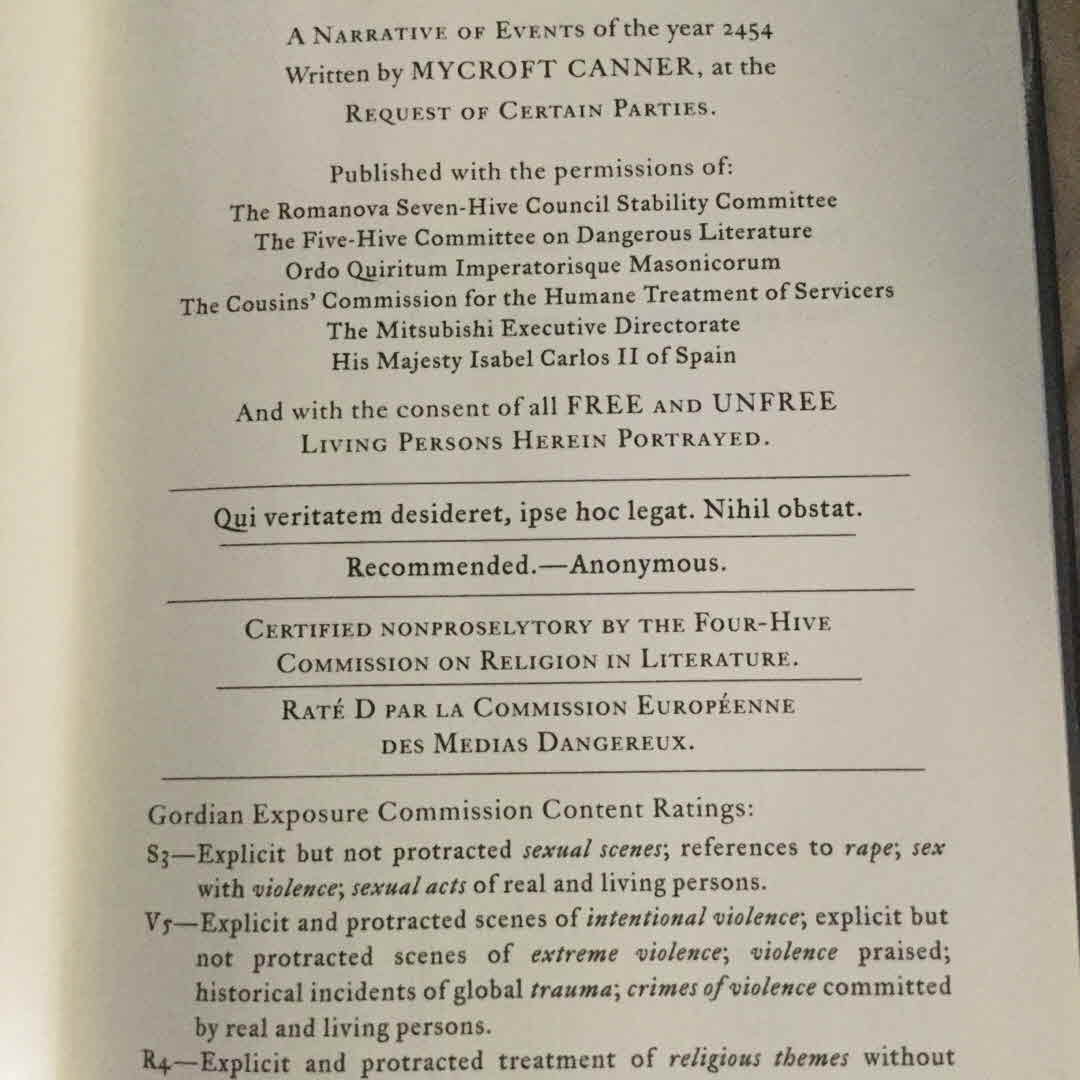 A Narrative of Events of the year 2454
Written by MYCROFT CANNER, at the
Request of Certain Parties.
Published with the permissions of:
The Romanova Seven-Hive Council Stability Committee
The Five-Hive Committee on Dangerous Literature
Ordo Quiritum Imperatorisque Masonicorum
The Cousins' Commission for the Humane Treatment of Servicers
The Mitsubishi Executive Directorate
His Majesty Isabel Carlos II of Spain
And with the consent of all FREE AND UNFREE
Living Persons Herein Portrayed.
Qui veritatem desideret, ipse hoc legat. Nihil obstat.
Recommended.—Anonymous.
Certified nonproselytory by the Four-Hive
Commission on Religion in Literature.
Raté D par la Commission Européenne
des Medias Dangereux.
Gordian Exposure Commission Content Ratings:
S3—Explicit but not protracted sexual scenes; references to rape; sex
with violence; sexual acts of real and living persons.
V5—Explicit and protracted scenes of intentional violence; explicit but
not protracted scenes of extreme violence; violence praised;
historical incidents of global trauma; crimes of violence committed
by real and living persons.
R4—Explicit and protracted treatment of religious themes without